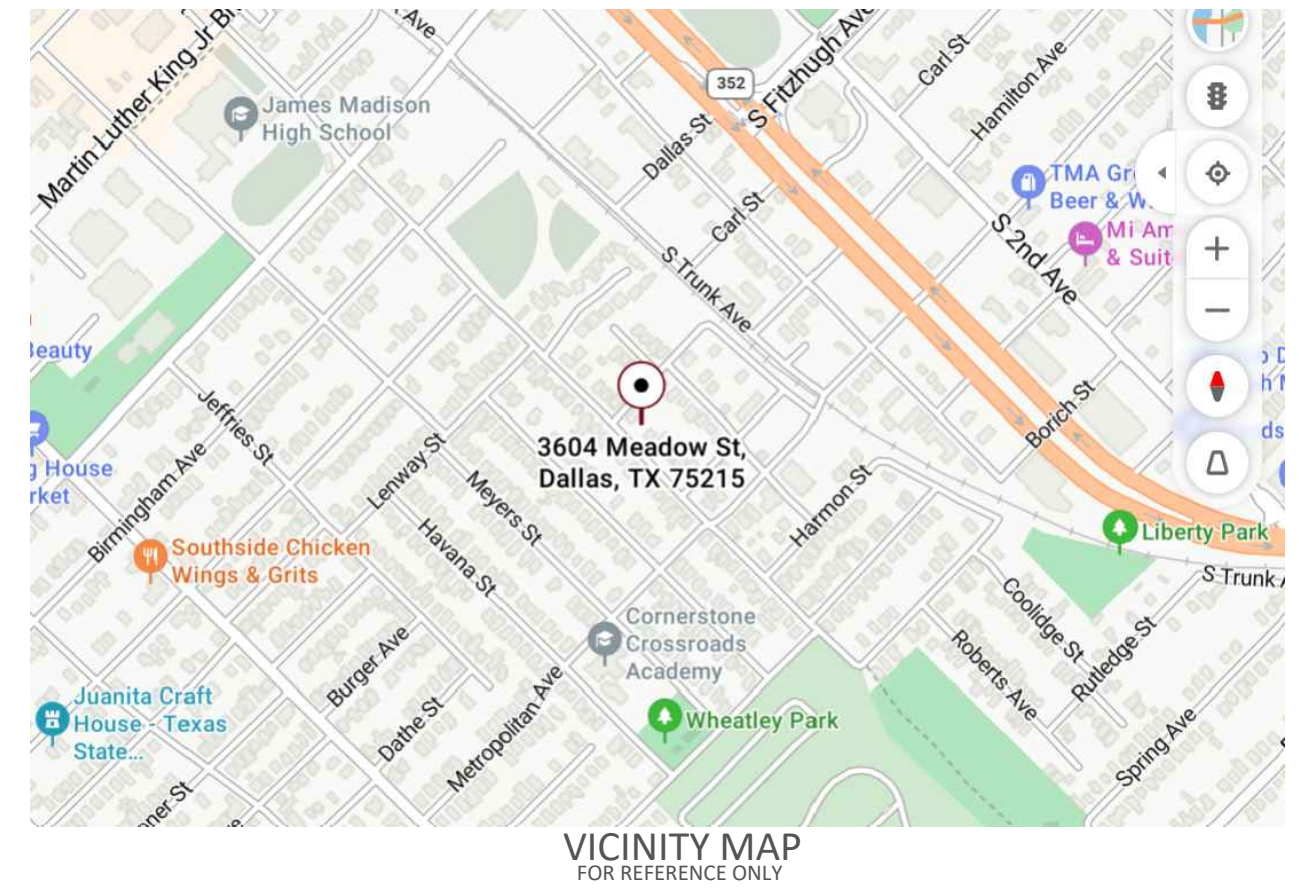 Martin Luther King Jr B
Ave
James Madison
High School
352
S Fitzhugh Ave
Dallas St
Carl St
Carl St
Hamilton Ave
TMA Gr
Beer & W.
Mi Am
& Suit
S 2nd Ave
S Trunk Ave
Beauty
House
rket
Jeffries St
Birmingham Ave
Lenway St
Meyers St
Havana St
3604 Meadow St,
Dallas, TX 75215
Harmon St
Borich St
Liberty Park
S Trunk
Southside Chicken
Wings & Grits
Cornerstone
Crossroads
Academy
Coolidge St
Rutledge St
Roberts Ave
Spring Ave
Burger Ave
Dathe St
Metropolitan Ave
Juanita Craft
House - Texas
State...
Wheatley Park
oner St
VICINITY MAP
FOR REFERENCE ONLY